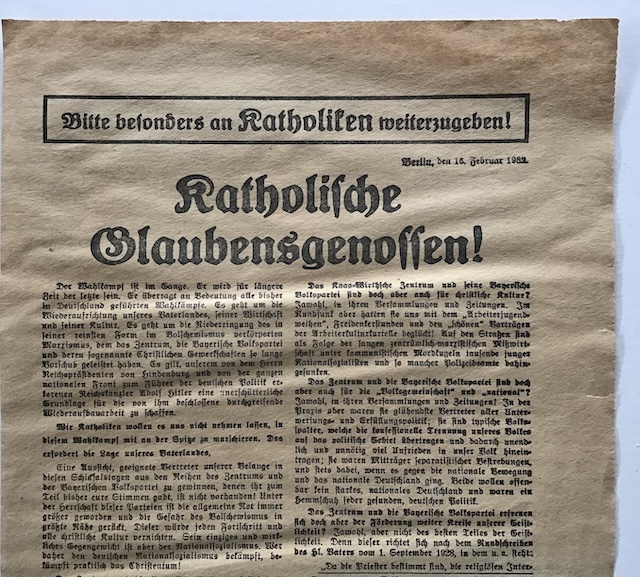 Bitte besonders an Katholiken weiterzugeben!
Berlin, den 16. Februar 1932.
Katholische
Glaubensgenossen!
Der Wahlkampf ist im Gange. Er wird für längere
Zeit der letzte sein. Er überragt an Bedeutung alle bisher
in Deutschland geführten Wahlkämpfe. Es geht um die
Wiederaufrichtung unseres Vaterlandes, seiner Wirtschaft
und seiner Kultur. Es geht um die Niederringung des in
seiner reinsten Form im Bolschewismus verkörperten
Marxismus, dem das Zentrum, die Bayerische Volkspartei
und deren sogenannte Christlichen Gewerkschaften so lange
Vorschub geleistet haben. Es gilt, unserem von dem Herrn
Reichspräsidenten von Hindenburg und von der ganzen
nationalen Front zum Führer der deutschen Politik er-
korenen Reichskanzler Adolf Hitler eine unerschütterliche
Grundlage für die von ihm beschlossene durchgreifende
Wiederaufbauarbeit zu schaffen.
Wir Katholiken wollen es uns nicht nehmen lassen, in
diesem Wahlkampf mit an der Spitze zu marschieren. Das
erfordert die Lage unseres Vaterlandes.
Eine Aussicht, geeignete Vertreter unserer Belange in
diesen Schicksalstagen aus den Reihen des Zentrums und
der Bayerischen Volkspartei zu gewinnen, denen ihr zum
Teil bisher eure Stimmen gabt, ist nicht vorhanden! Unter
der Herrschaft dieser Parteien ist die allgemeine Not immer
größer geworden und die Gefahr des Bolschewismus in
größte Nähe gerückt. Dieser würde jeden Fortschritt und
alle christliche Kultur vernichten. Sein einziges und wirk-
liches Gegengewicht ist aber der Nationalsozialismus. Wer
daher den deutschen Nationalsozialismus bekämpft, be-
kämpft praktisch das Christentum!
Das Kaas-Wirthsche Zentrum und seine Bayerische
Volkspartei sind doch aber auch für christliche Kultur?
Jawohl, in ihren Versammlungen und Zeitungen. Im
Rundfunk aber hatten sie uns mit dem „Arbeiterjugend-
weihen“, Freidenkerstunden und den „schönen“ Vorträgen
der Arbeiterkulturkartelle beglückt! Auf den Straßen sind
als Folge der langen zentrümlich-marxistischen Mißwirt-
schaft unter kommunistischen Mordkugeln tausende junger
Nationalsozialisten und so mancher Polizeibeamte dahin-
gesunken.
Das Zentrum und die Bayerische Volkspartei sind doch
aber auch für die „Volksgemeinschaft“ und „national“?
Jawohl, in ihren Versammlungen und Zeitungen! In der
Praxis aber waren sie glühendste Vertreter aller Unter-
werfungs- und Erfüllungspolitik; sie sind typische Volks-
spalter, welche die konfessionelle Trennung unseres Volkes
auf das politische Gebiet übertragen und dadurch unend-
lich und unnötig viel Unfrieden in unser Volk hineintra-
gen; sie waren Mitträger separatistischer Bestrebungen,
und stets dabei, wenn es gegen die nationale Bewegung
und das nationale Deutschland ging. Beide wollen offen-
bar kein starkes, nationales Deutschland und waren ein
Hemmschuh jeder gesunden, deutschen Politik.
Das Zentrum und die Bayerische Volkspartei erfreuen
sich doch aber der Förderung weiter Kreise unserer Geist-
lichkeit? Jawohl, aber nicht des besten Teiles der Geist-
lichkeit. Denn dieser richtet sich nach dem Rundschreiben
des Hl. Vaters vom 1. September 1928, in dem u. a. steht:
„Da die Priester bestimmt sind, die religiösen Inter-